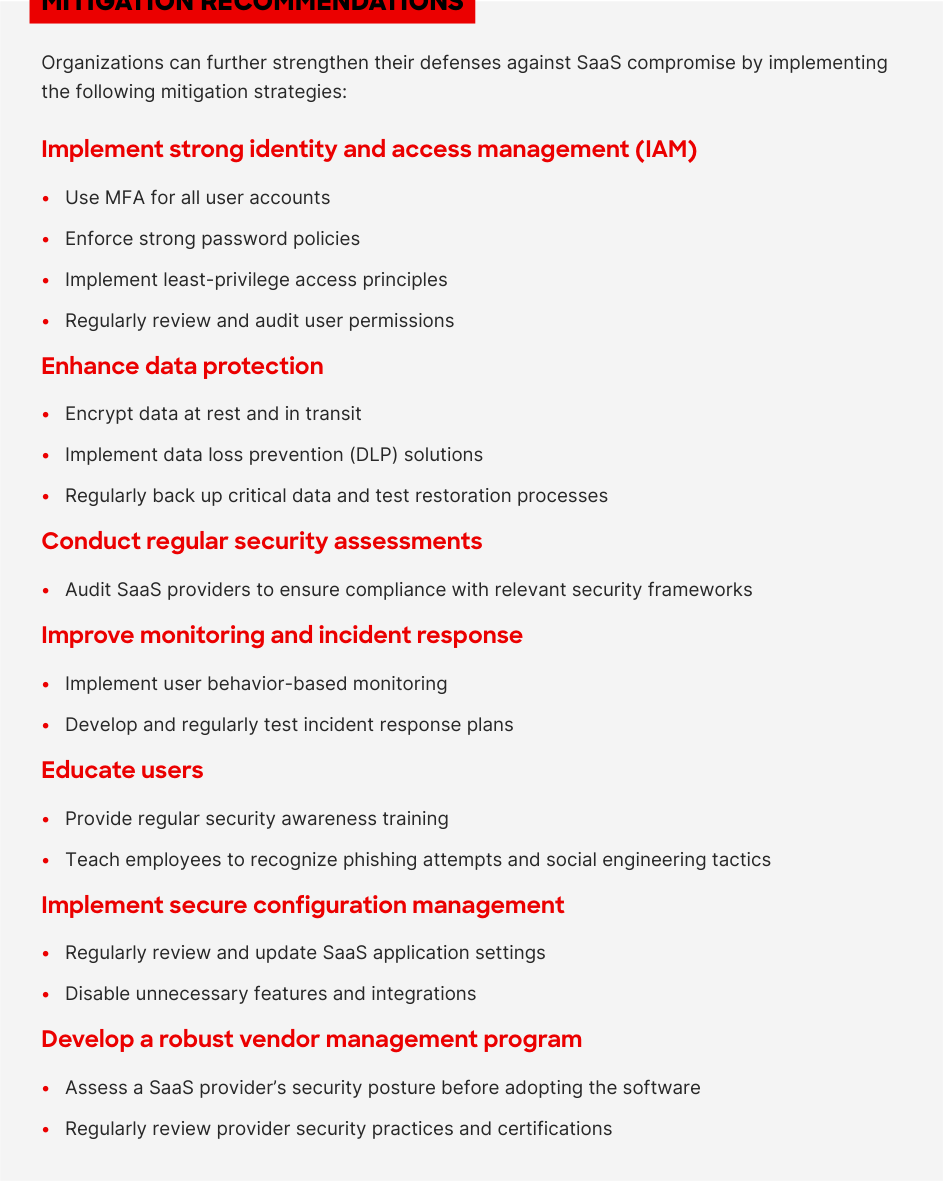 MITIGATION RECOMMENDATIONS
Organizations can further strengthen their defenses against SaaS compromise by implementing
the following mitigation strategies:
Implement strong identity and access management (IAM)
• Use MFA for all user accounts
• Enforce strong password policies
• Implement least-privilege access principles
• Regularly review and audit user permissions
Enhance data protection
• Encrypt data at rest and in transit
• Implement data loss prevention (DLP) solutions
• Regularly back up critical data and test restoration processes
Conduct regular security assessments
• Audit SaaS providers to ensure compliance with relevant security frameworks
Improve monitoring and incident response
• Implement user behavior-based monitoring
• Develop and regularly test incident response plans
Educate users
• Provide regular security awareness training
• Teach employees to recognize phishing attempts and social engineering tactics
Implement secure configuration management
• Regularly review and update SaaS application settings
• Disable unnecessary features and integrations
Develop a robust vendor management program
• Assess a SaaS provider’s security posture before adopting the software
• Regularly review provider security practices and certifications